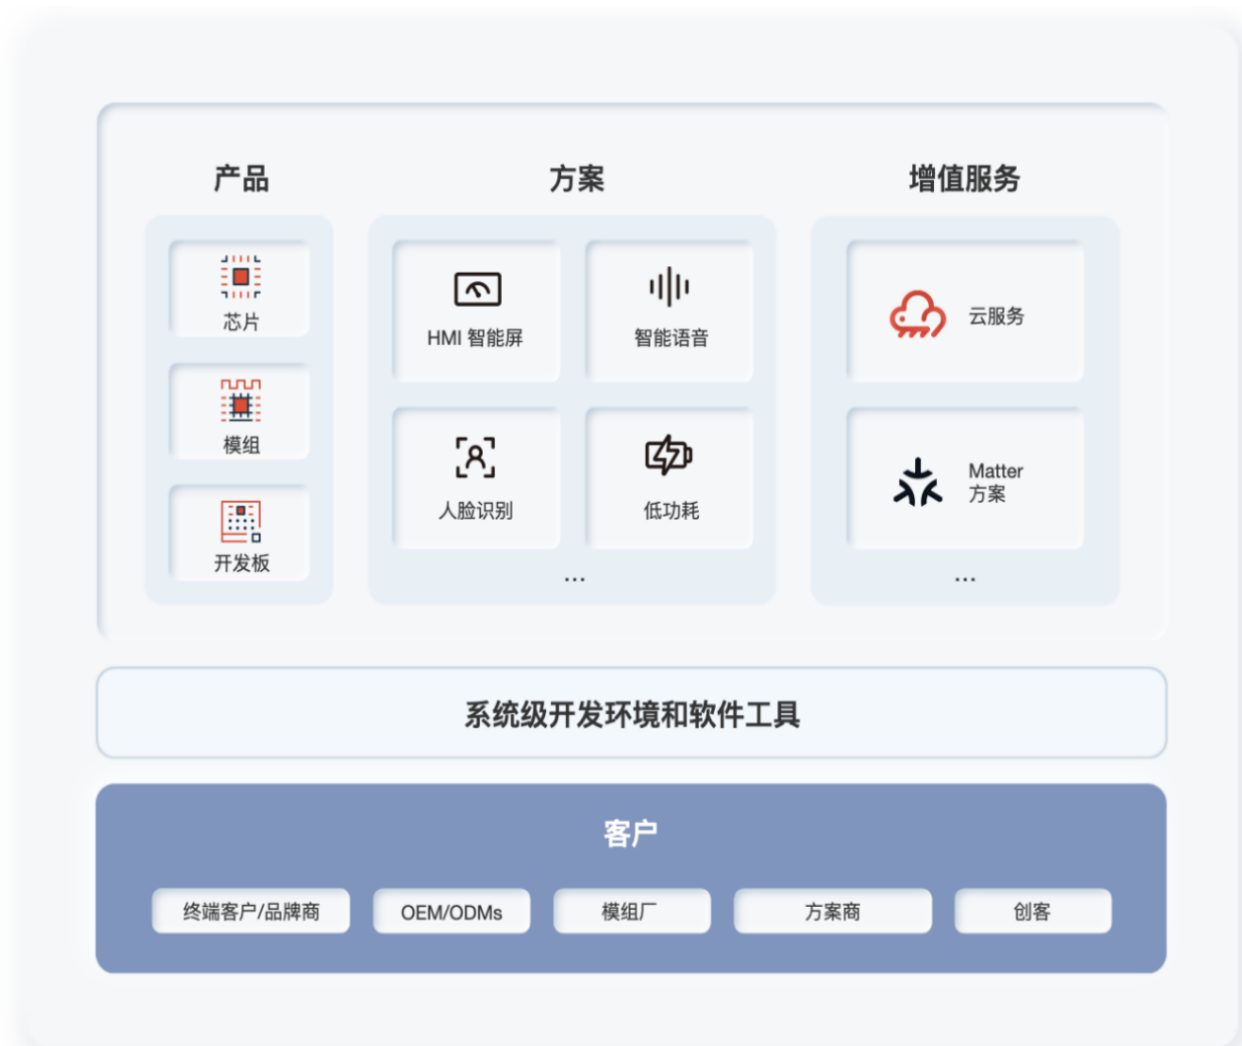 产品
方案
增值服务
芯片
模组
开发板
HMI 智能屏
智能语音
人脸识别
低功耗
...
云服务
Matter
方案
...
系统级开发环境和软件工具
客户
终端客户/品牌商
OEM/ODMs
模组厂
方案商
创客